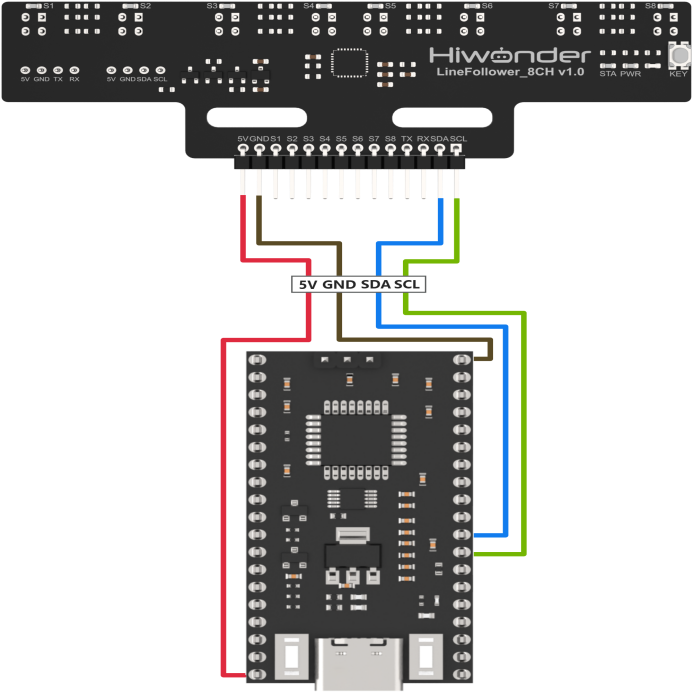 S1 S2 S3 S4 S5 S6 S7 S8
Hiwonder
LineFollower_8CH v1.0
5V GND TX RX
5V GND SDA SCL
STA PWR KEY
5V GND S1 S2 S3 S4 S5 S6 S7 S8 TX RX SDA SCL
5V GND SDA SCL